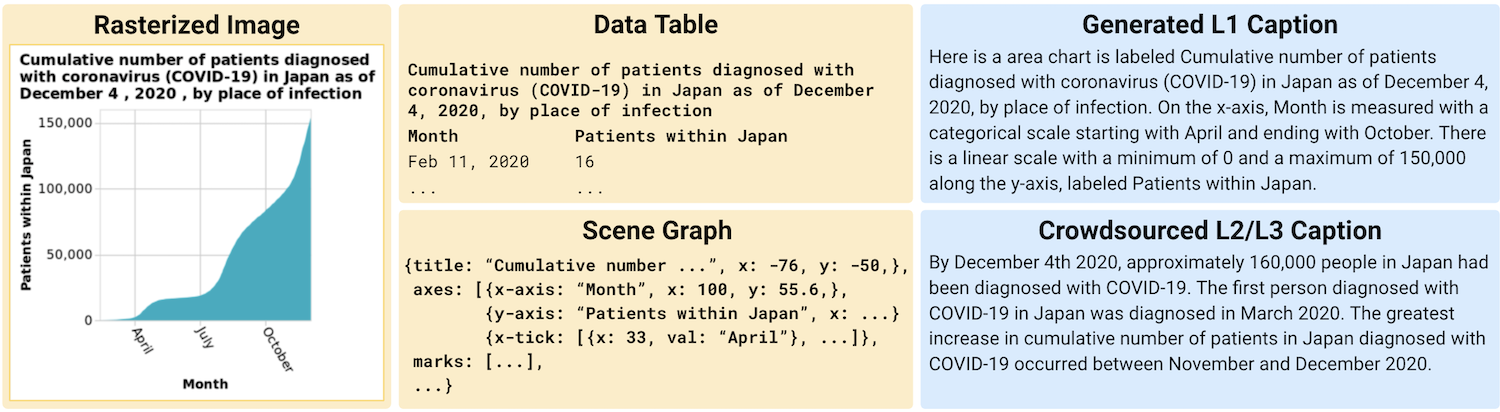 Rasterized Image
Cumulative number of patients diagnosed
with coronavirus (COVID-19) in Japan as of
December 4 , 2020 , by place of infection
150,000
100,000
50,000
0
Patients within Japan
April
July
October
Month
Data Table
Cumulative number of patients diagnosed with
coronavirus (COVID-19) in Japan as of December
4, 2020, by place of infection
Month Patients within Japan
Feb 11, 2020 16
... ...
Scene Graph
{title: “Cumulative number ...”, x: -76, y: -50,},
axes: [{x-axis: “Month”, x: 100, y: 55.6,},
{y-axis: “Patients within Japan”, x: ...}
{x-tick: [{x: 33, val: “April”}, ...]},
marks: [...],
...}
Generated L1 Caption
Here is a area chart is labeled Cumulative number of patients
diagnosed with coronavirus (COVID-19) in Japan as of December 4,
2020, by place of infection. On the x-axis, Month is measured with a
categorical scale starting with April and ending with October. There
is a linear scale with a minimum of 0 and a maximum of 150,000
along the y-axis, labeled Patients within Japan.
Crowdsourced L2/L3 Caption
By December 4th 2020, approximately 160,000 people in Japan had
been diagnosed with COVID-19. The first person diagnosed with
COVID-19 in Japan was diagnosed in March 2020. The greatest
increase in cumulative number of patients in Japan diagnosed with
COVID-19 occurred between November and December 2020.